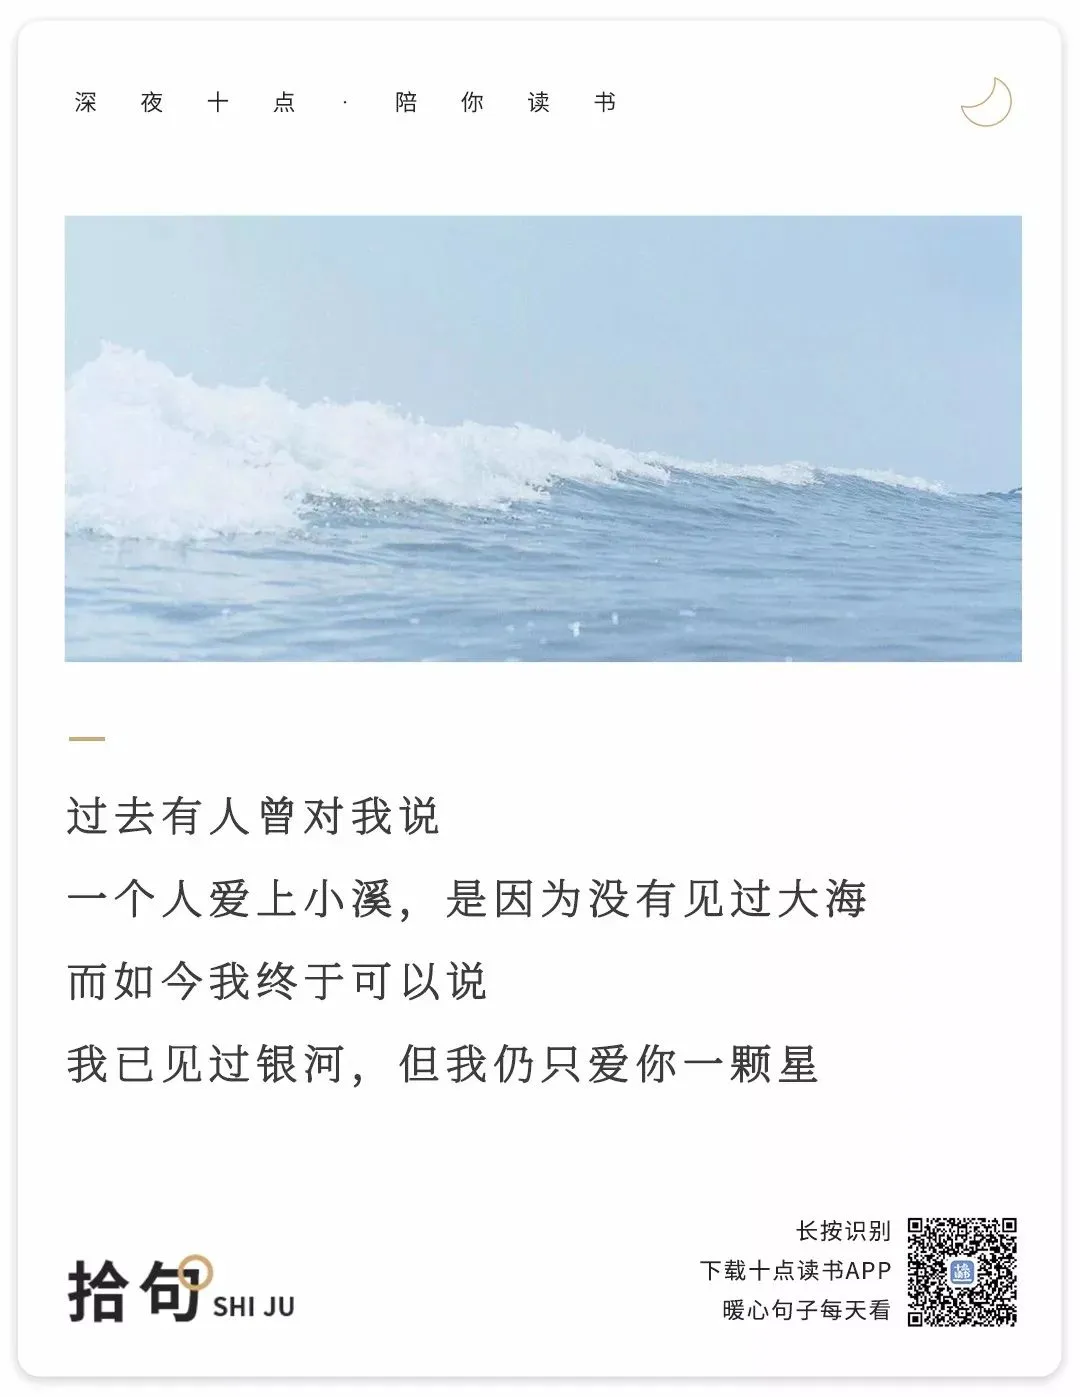 深夜十点·陪你读书
过去有人曾对我说
一个人爱上小溪，是因为没有见过大海
而如今我终于可以说
我已见过银河，但我仍只爱你一颗星
长按识别
下载十点读书APP
暖心句子每天看
十点
读书
拾句 SHI JU